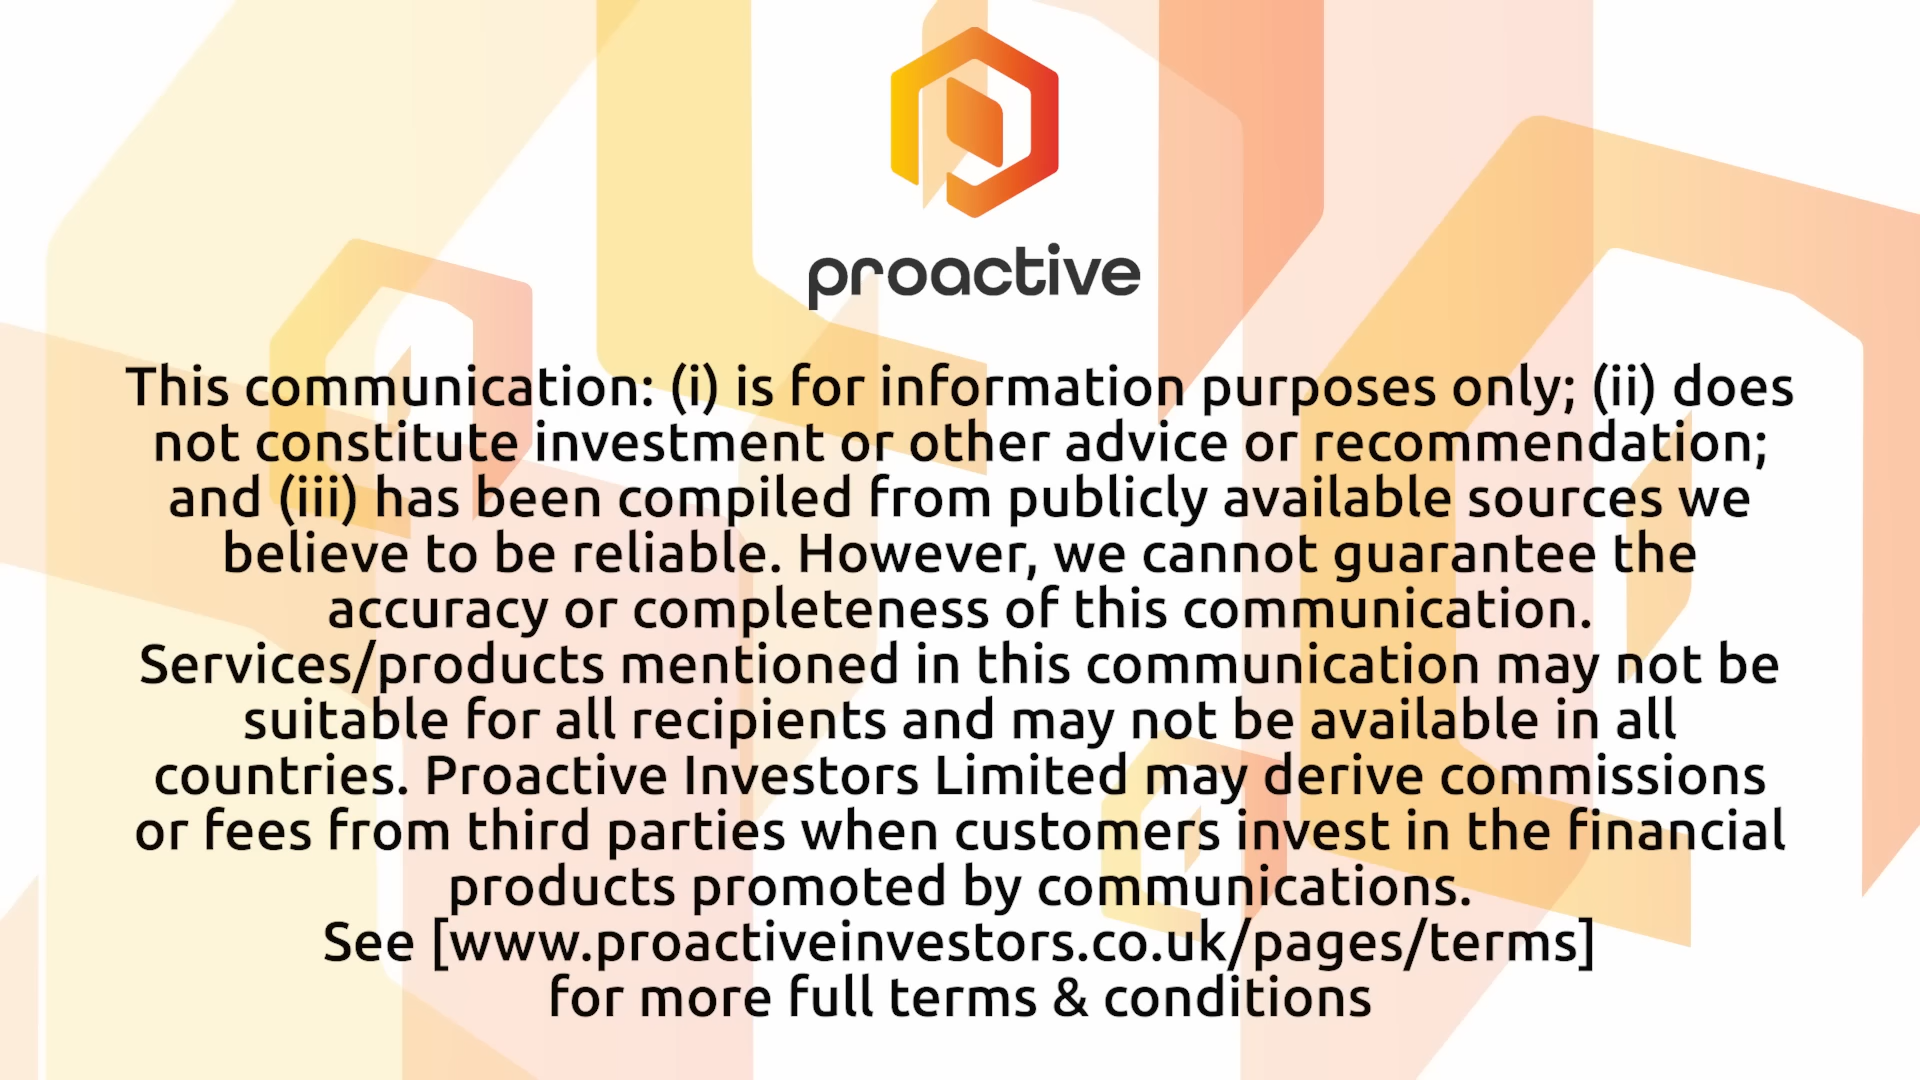 proactive
This communication: (i) is for information purposes only; (ii) does
not constitute investment or other advice or recommendation;
and (iii) has been compiled from publicly available sources we
believe to be reliable. However, we cannot guarantee the
accuracy or completeness of this communication.
Services/products mentioned in this communication may not be
suitable for all recipients and may not be available in all
countries. Proactive Investors Limited may derive commissions
or fees from third parties when customers invest in the financial
products promoted by communications.
See [www.proactiveinvestors.co.uk/pages/terms]
for more full terms & conditions